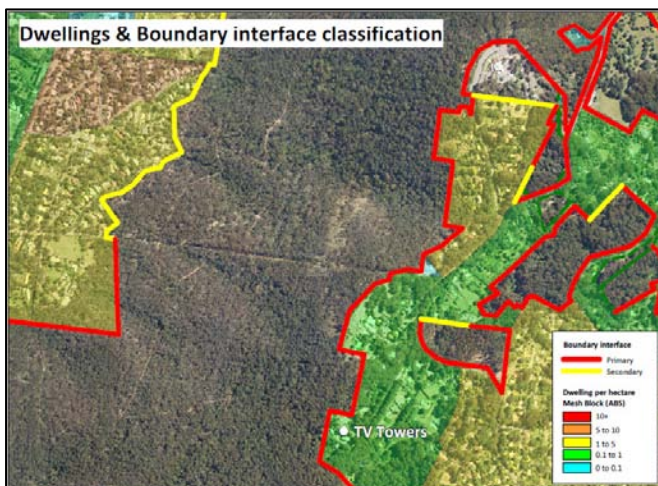 Dwellings & Boundary interface classification
TV Towers
Boundary interface
Primary
Secondary
Dwelling per hectare
Mesh Block (ABS)
10+
5 to 10
1 to 5
0.1 to 1
0 to 0.1